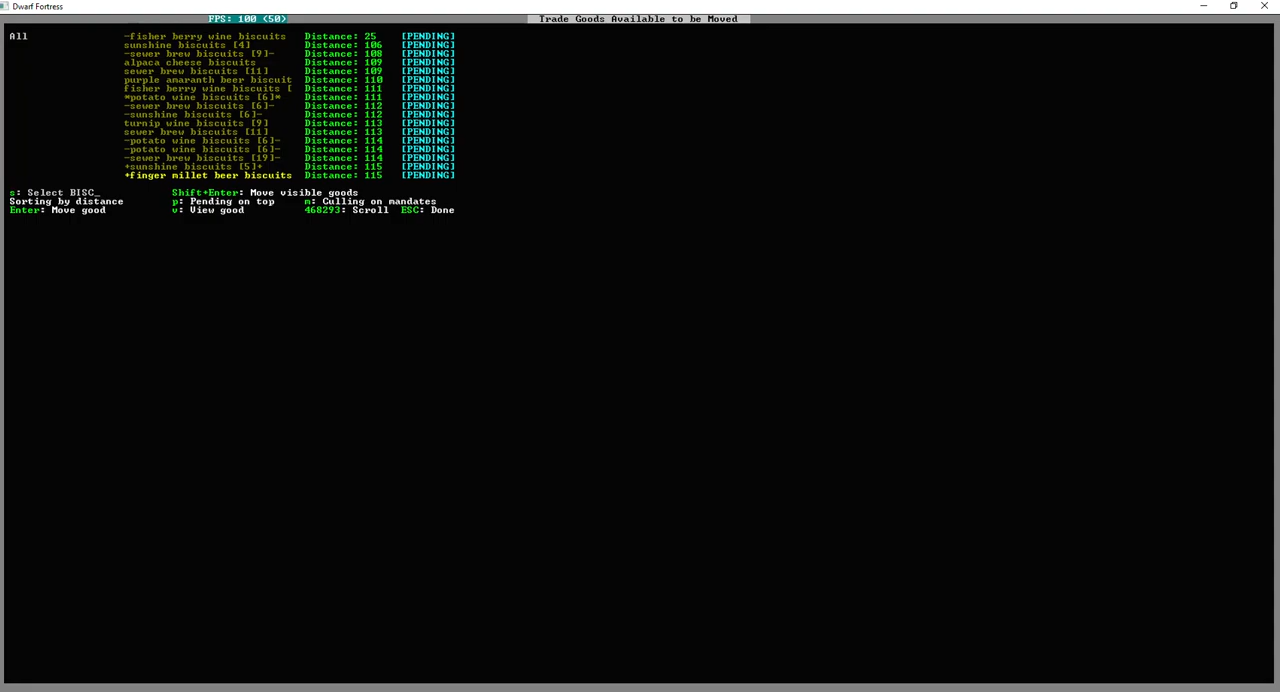 Dwarf Fortress
FPS: 100 (50) Trade Goods Available to be Moved
All -fisher berry wine biscuits Distance: 25 [PENDING]
sunshine biscuits [4] Distance: 106 [PENDING]
-sewer brew biscuits [9]- Distance: 108 [PENDING]
alpaca cheese biscuits Distance: 109 [PENDING]
sewer brew biscuits [11] Distance: 109 [PENDING]
purple amaranth beer biscuit Distance: 110 [PENDING]
fisher berry wine biscuits [ Distance: 111 [PENDING]
*potato wine biscuits [6]* Distance: 111 [PENDING]
-sewer brew biscuits [6]- Distance: 112 [PENDING]
-sunshine biscuits [6]- Distance: 112 [PENDING]
turnip wine biscuits [9] Distance: 113 [PENDING]
sewer brew biscuits [11] Distance: 113 [PENDING]
-potato wine biscuits [6]- Distance: 114 [PENDING]
-potato wine biscuits [6]- Distance: 114 [PENDING]
-sewer brew biscuits [19]- Distance: 114 [PENDING]
+sunshine biscuits [5]+ Distance: 115 [PENDING]
+finger millet beer biscuits Distance: 115 [PENDING]
s: Select BISC_ Shift+Enter: Move visible goods
Sorting by distance p: Pending on top m: Culling on mandates
Enter: Move good v: View good 468293: Scroll ESC: Done